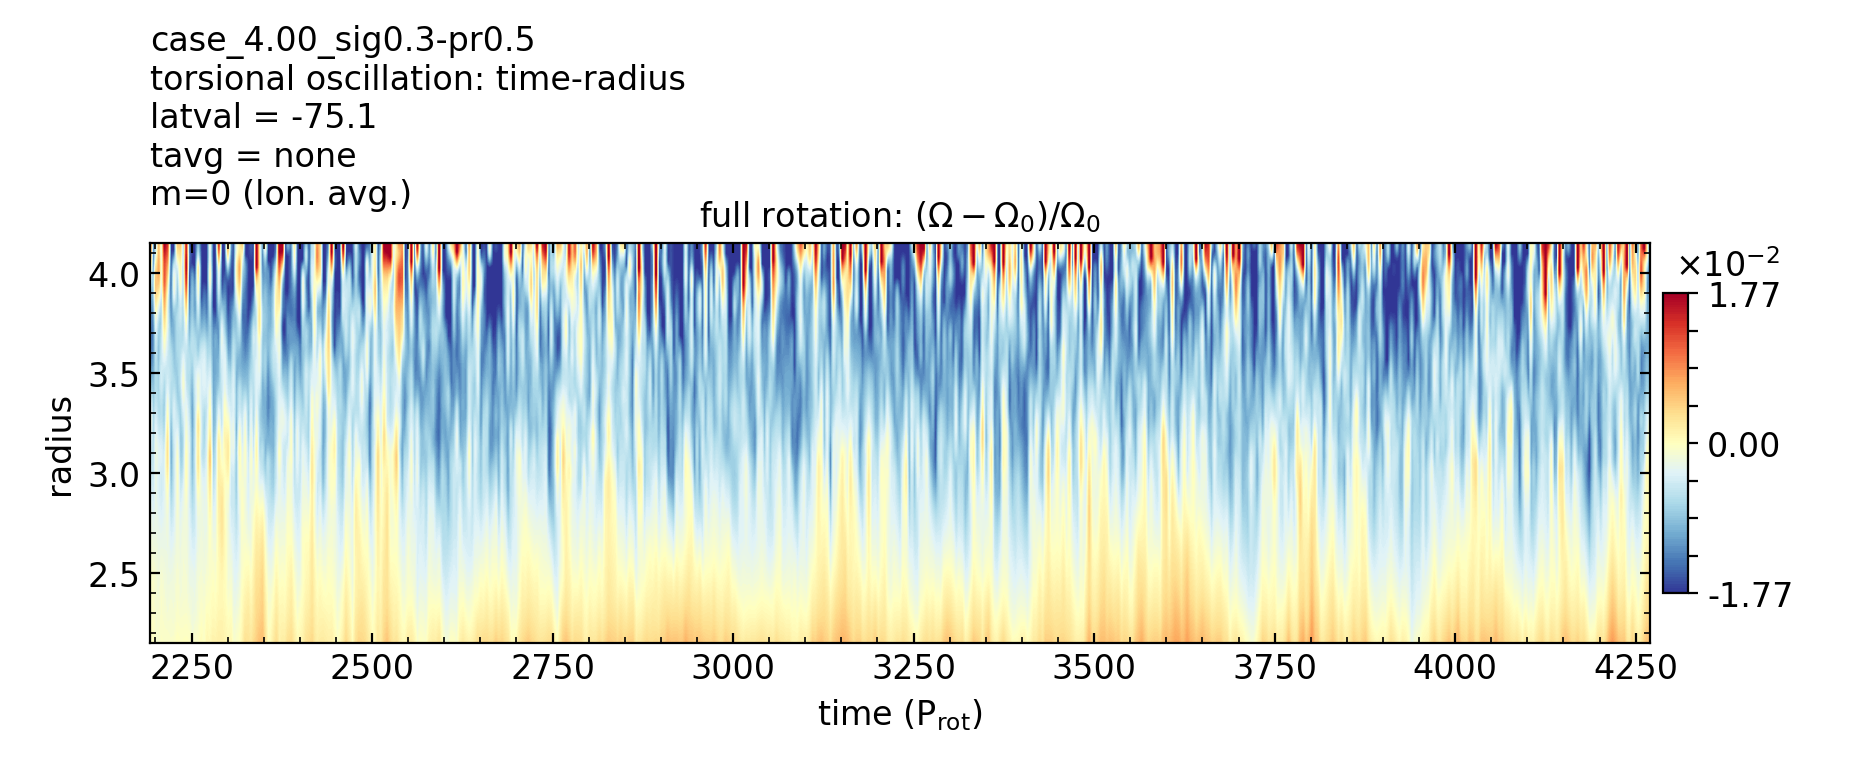 case_4.00_sig0.3-pr0.5
torsional oscillation: time-radius
latval = -75.1
tavg = none
m=0 (lon. avg.)
full rotation: (Ω − Ω₀)/Ω₀
×10⁻²
1.77
0.00
-1.77
radius
4.0
3.5
3.0
2.5
2250 2500 2750 3000 3250 3500 3750 4000 4250
time (P_rot)